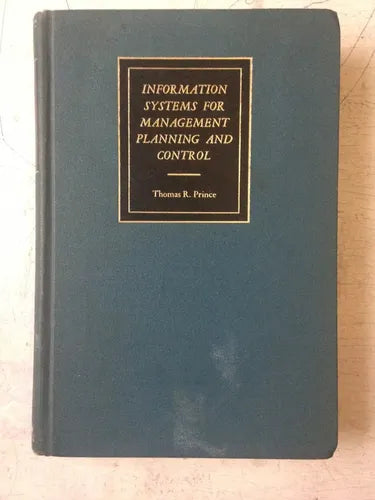 INFORMATION
SYSTEMS FOR
MANAGEMENT
PLANNING AND
CONTROL
Thomas R. Prince